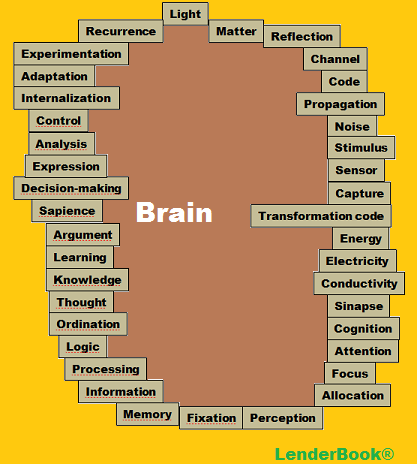 Light
Matter
Reflection
Channel
Code
Propagation
Noise
Stimulus
Sensor
Capture
Transformation code
Energy
Electricity
Conductivity
Sinapse
Cognition
Attention
Focus
Allocation
Perception
Fixation
Memory
Information
Processing
Logic
Ordination
Thought
Knowledge
Learning
Argument
Sapience
Decision-making
Expression
Analysis
Control
Internalization
Adaptation
Experimentation
Recurrence
Brain
LenderBook®